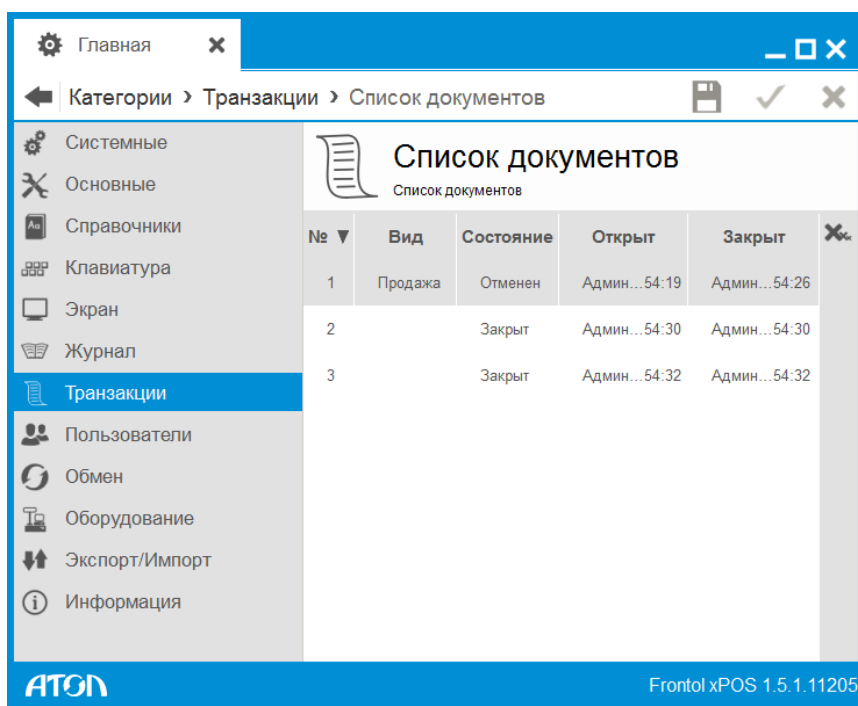 Главная
Категории › Транзакции › Список документов
Системные
Основные
Справочники
Клавиатура
Экран
Журнал
Транзакции
Пользователи
Обмен
Оборудование
Экспорт/Импорт
Информация
Список документов
Список документов
№ ▼ Вид Состояние Открыт Закрыт
1 Продажа Отменен Админ...54:19 Админ...54:26
2 Закрыт Админ...54:30 Админ...54:30
3 Закрыт Админ...54:32 Админ...54:32
АТОЛ Frontol xPOS 1.5.1.11205